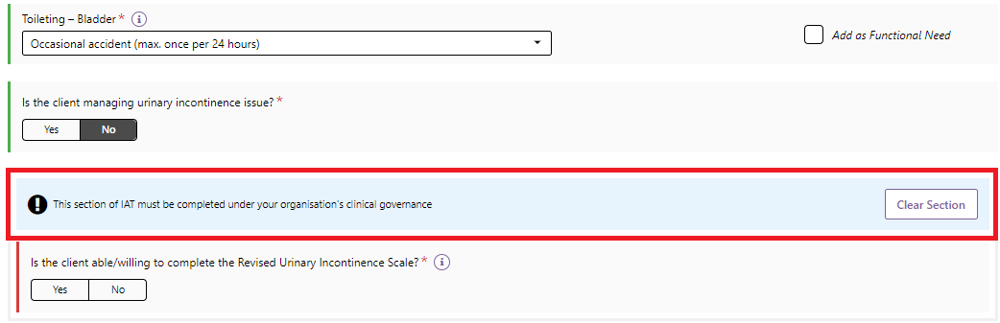 Toileting – Bladder*
Occasional accident (max. once per 24 hours)
Add as Functional Need
Is the client managing urinary incontinence issue?*
Yes No
This section of IAT must be completed under your organisation's clinical governance
Clear Section
Is the client able/willing to complete the Revised Urinary Incontinence Scale?*
Yes No